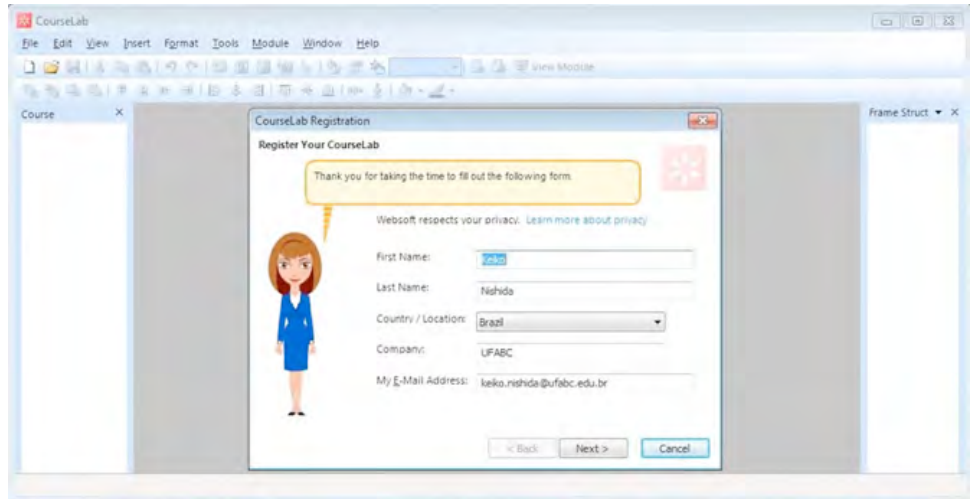 CourseLab
File Edit View Insert Format Tools Module Window Help
View Module
Course
Frame Struct
CourseLab Registration
Register Your CourseLab
Thank you for taking the time to fill out the following form
Websoft respects your privacy. Learn more about privacy
First Name: Keiko
Last Name: Nishida
Country / Location: Brazil
Company: UFABC
My E-Mail Address: keiko.nishida@ufabc.edu.br
< Back Next > Cancel